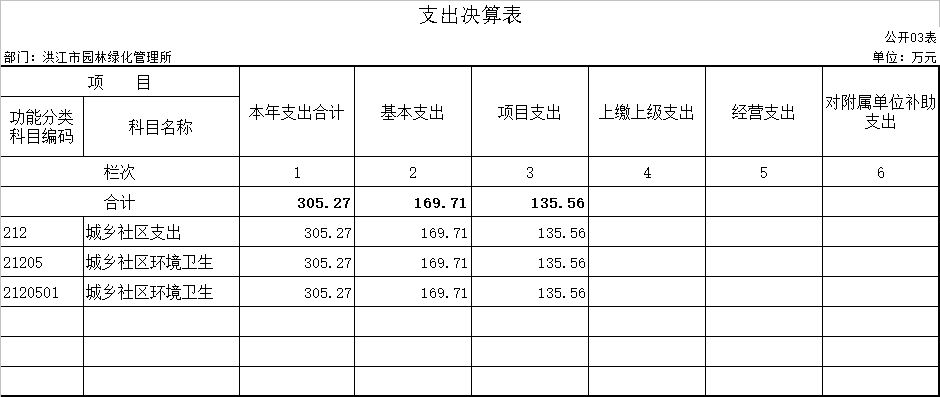 支出决算表
公开03表
部门：洪江市园林绿化管理所 单位：万元
项 目 本年支出合计 基本支出 项目支出 上缴上级支出 经营支出 对附属单位补助支出
功能分类科目编码 科目名称
栏次 1 2 3 4 5 6
合计 305.27 169.71 135.56
212 城乡社区支出 305.27 169.71 135.56
21205 城乡社区环境卫生 305.27 169.71 135.56
2120501 城乡社区环境卫生 305.27 169.71 135.56